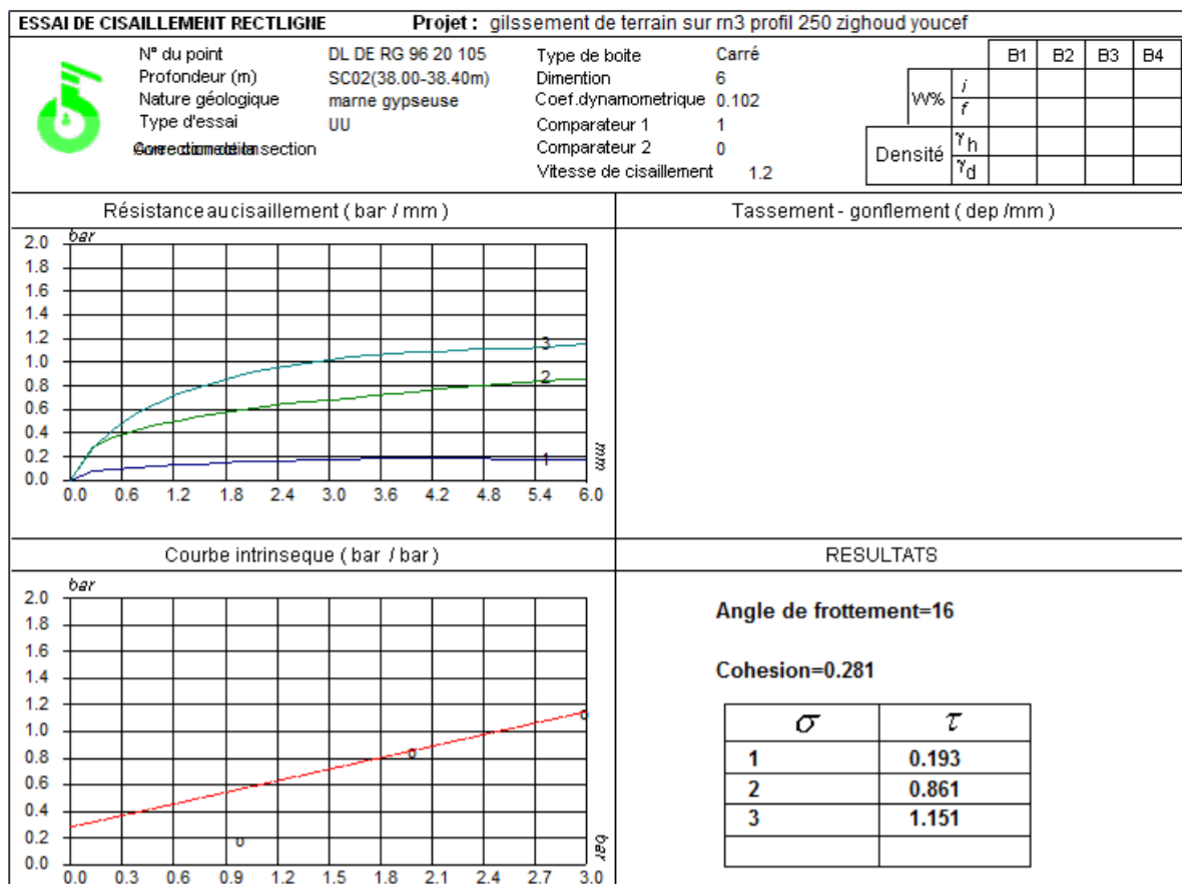 ESSAI DE CISAILLEMENT RECTLIGNE
Projet : gilssement de terrain sur rn3 profil 250 zighoud youcef
N° du point DL DE RG 96 20 105
Profondeur (m) SC02(38.00-38.40m)
Nature géologique marne gypseuse
Type d'essai UU
section
Type de boite Carré
Dimention 6
Coef.dynamometrique 0.102
Comparateur 1 1
Comparateur 2 0
Vitesse de cisaillement 1.2
B1 B2 B3 B4
W% i
f
Densité γh
γd
Résistance au cisaillement ( bar / mm )
bar
2.0
1.8
1.6
1.4
1.2
1.0
0.8
0.6
0.4
0.2
0.0
3
2
1
mm
0.0 0.6 1.2 1.8 2.4 3.0 3.6 4.2 4.8 5.4 6.0
Tassement - gonflement ( dep /mm )
Courbe intrinseque ( bar / bar )
bar
2.0
1.8
1.6
1.4
1.2
1.0
0.8
0.6
0.4
0.2
0.0
bar
0.0 0.3 0.6 0.9 1.2 1.5 1.8 2.1 2.4 2.7 3.0
RESULTATS
Angle de frottement=16
Cohesion=0.281
σ τ
1 0.193
2 0.861
3 1.151